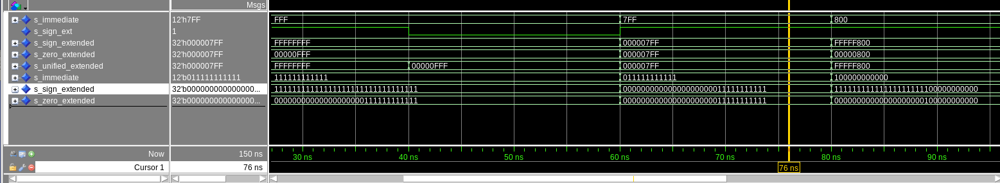 Msgs
s_immediate 12'h7FF FFF 7FF 800
s_sign_ext 1
s_sign_extended 32'h000007FF FFFFFFFF 000007FF FFFFF800
s_zero_extended 32'h000007FF 00000FFF 000007FF 00000800
s_unified_extended 32'h000007FF FFFFFFFF 00000FFF 000007FF FFFFF800
s_immediate 12'b011111111111 111111111111 011111111111 100000000000
s_sign_extended 32'b000000000000000... 11111111111111111111111111111111 00000000000000000000011111111111 11111111111111111111100000000000
s_zero_extended 32'b000000000000000... 00000000000000000000111111111111 00000000000000000000011111111111 00000000000000000000100000000000
Now 150 ns 30 ns 40 ns 50 ns 60 ns 70 ns 80 ns 90 ns
Cursor 1 76 ns 76 ns